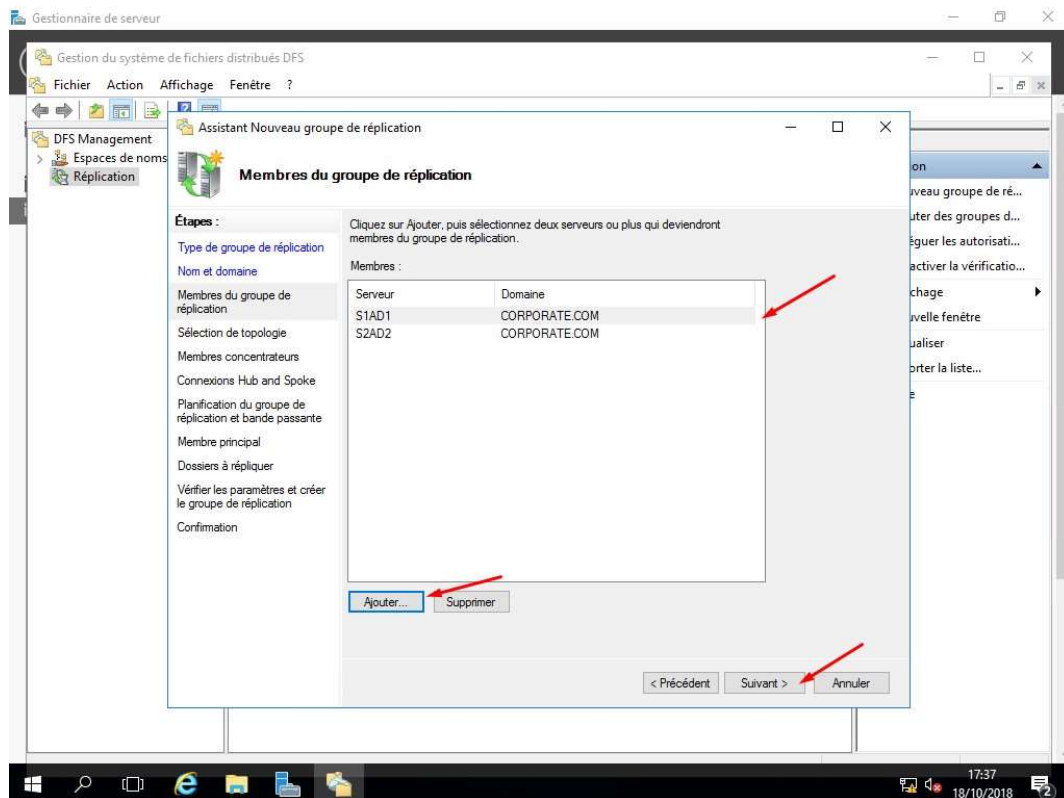 Gestionnaire de serveur
Gestion du système de fichiers distribués DFS
Fichier Action Affichage Fenêtre ?
DFS Management
Espaces de noms
Réplication
Assistant Nouveau groupe de réplication
Membres du groupe de réplication
Étapes :
Type de groupe de réplication
Nom et domaine
Membres du groupe de
réplication
Sélection de topologie
Membres concentrateurs
Connexions Hub and Spoke
Planification du groupe de
réplication et bande passante
Membre principal
Dossiers à répliquer
Vérifier les paramètres et créer
le groupe de réplication
Confirmation
Cliquez sur Ajouter, puis sélectionnez deux serveurs ou plus qui deviendront
membres du groupe de réplication.
Membres :
Serveur Domaine
S1AD1 CORPORATE.COM
S2AD2 CORPORATE.COM
Ajouter... Supprimer
< Précédent Suivant > Annuler
on
uveau groupe de ré...
uter des groupes d...
éguer les autorisati...
activer la vérificatio...
chage
uvelle fenêtre
ualiser
orter la liste...
17:37
18/10/2018
2